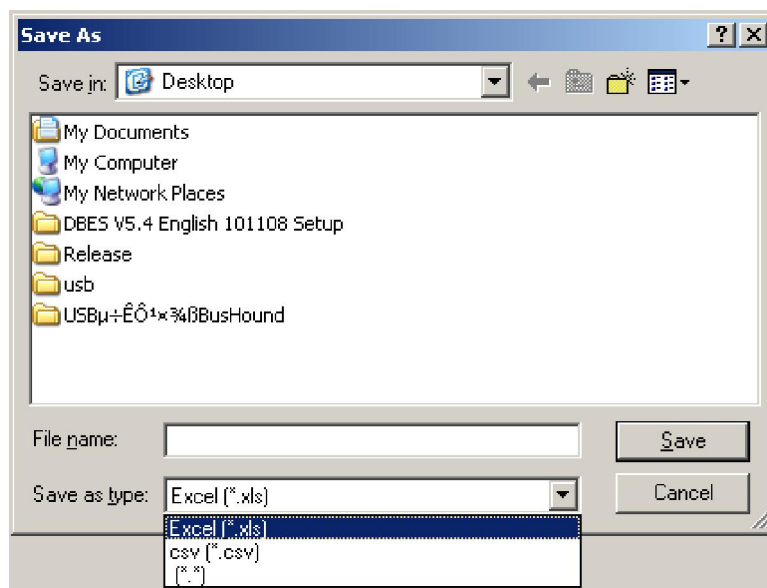 Save As
Save in: Desktop
My Documents
My Computer
My Network Places
DBES V5.4 English 101108 Setup
Release
usb
USBµ÷ÊÔ¹¤¾ßBusHound
File name:
Save
Save as type: Excel (*.xls)
Cancel
Excel (*.xls)
csv (*.csv)
(*.*)